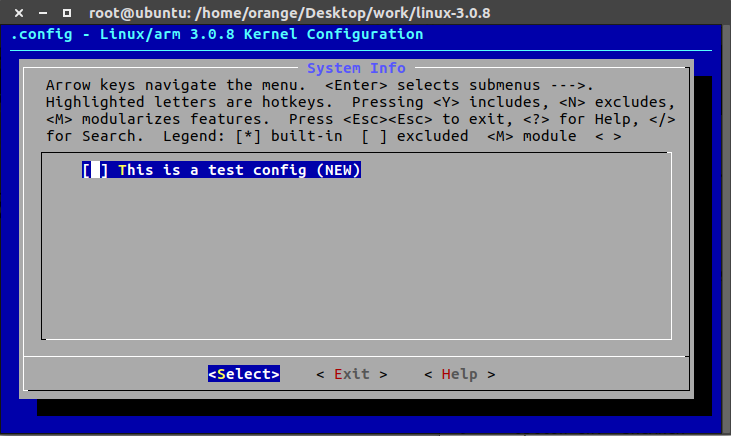 root@ubuntu: /home/orange/Desktop/work/linux-3.0.8
.config - Linux/arm 3.0.8 Kernel Configuration
System Info
Arrow keys navigate the menu.  <Enter> selects submenus --->.
Highlighted letters are hotkeys.  Pressing <Y> includes, <N> excludes,
<M> modularizes features.  Press <Esc><Esc> to exit, <?> for Help, </>
for Search.  Legend: [*] built-in  [ ] excluded  <M> module  < >
[ ] This is a test config (NEW)
<Select>    < Exit >    < Help >